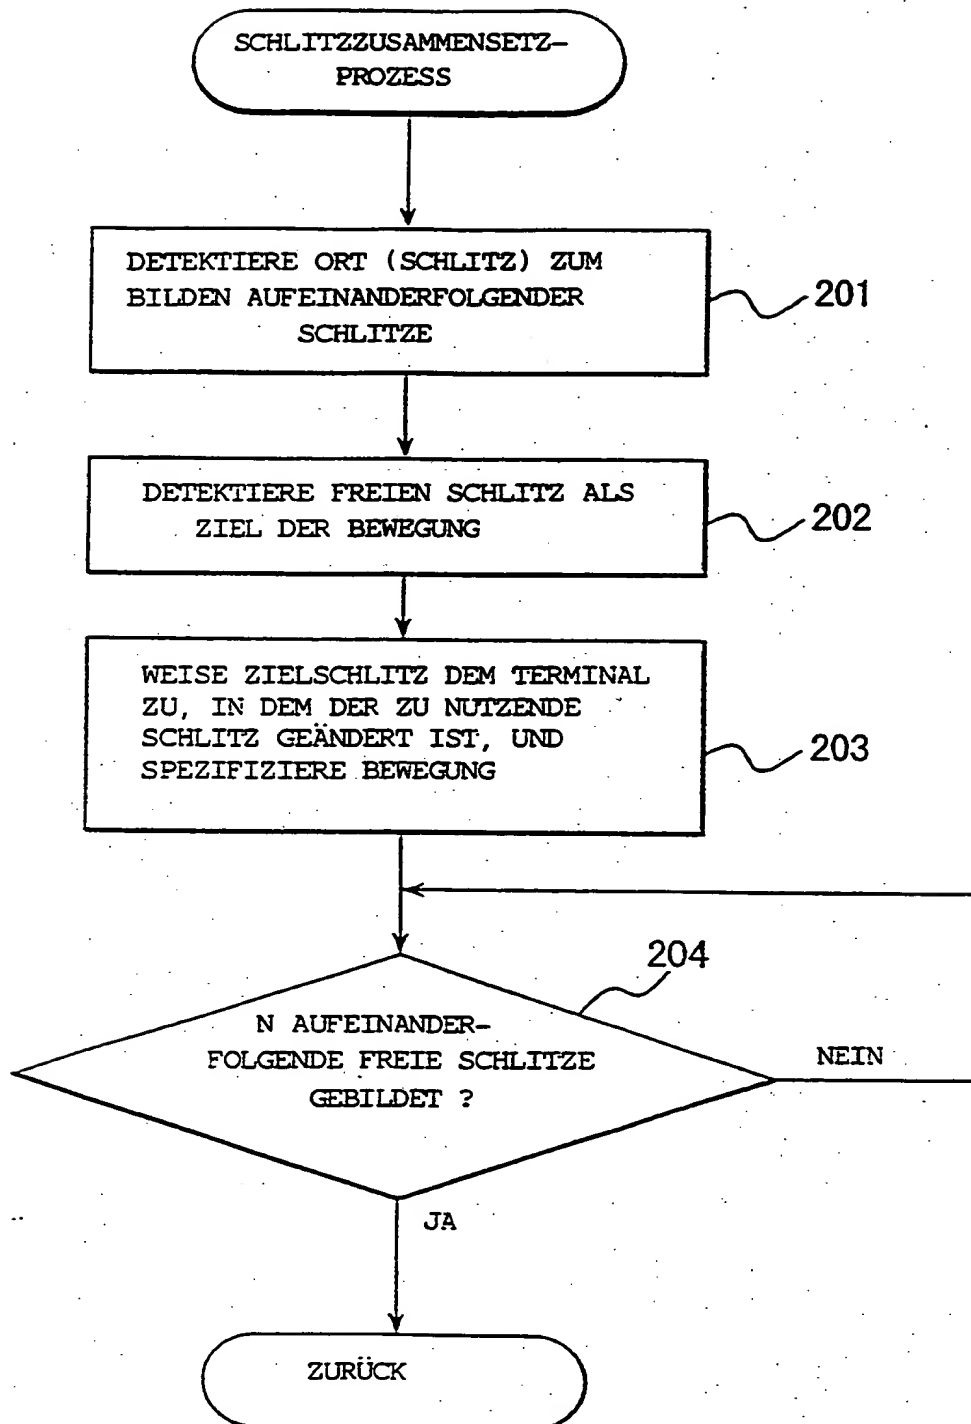 SCHLITZZUSAMMENSETZ-
PROZESS
DETEKTIERE ORT (SCHLITZ) ZUM
BILDEN AUFEINANDERFOLGENDER
SCHLITZE
201
DETEKTIERE FREIEN SCHLITZ ALS
ZIEL DER BEWEGUNG
202
WEISE ZIELSCHLITZ DEM TERMINAL
ZU, IN DEM DER ZU NUTZENDE
SCHLITZ GEÄNDERT IST, UND
SPEZIFIZIERE BEWEGUNG
203
204
N AUFEINANDER-
FOLGENDE FREIE SCHLITZE
GEBILDET ?
NEIN
JA
ZURÜCK